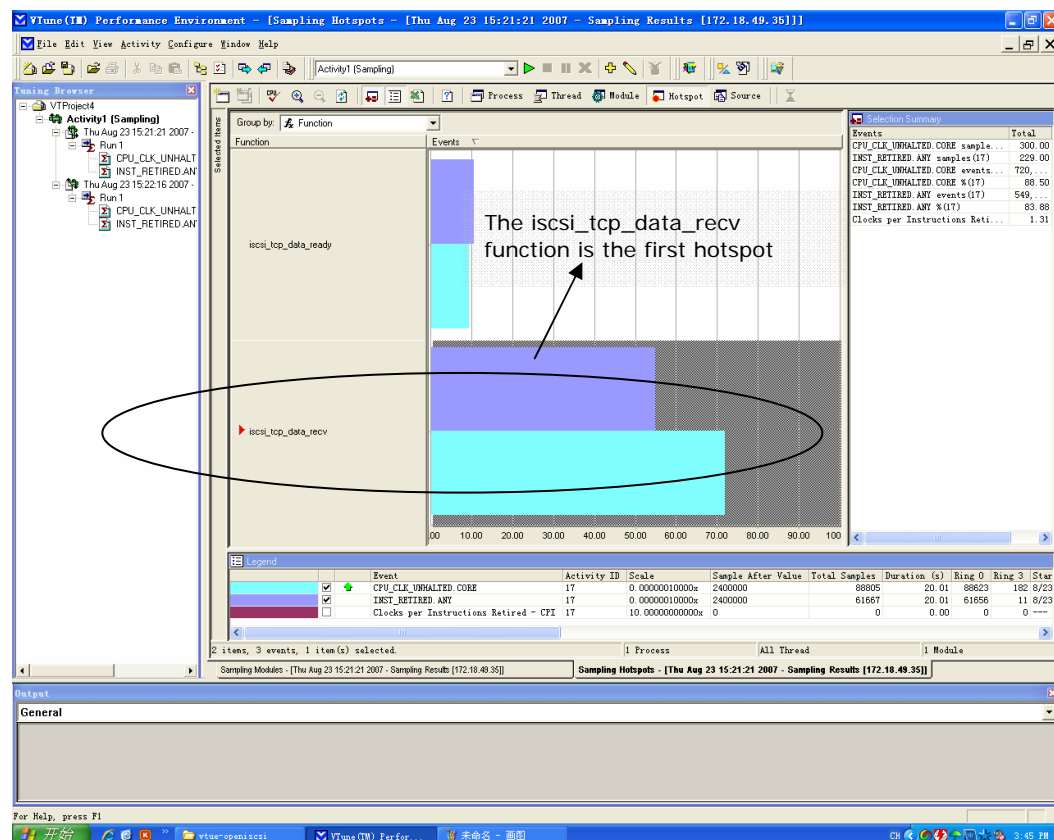 VTune(TM) Performance Environment - [Sampling Hotspots - [Thu Aug 23 15:21:21 2007 - Sampling Results [172.18.49.35]]]
File Edit View Activity Configure Window Help
Activity1 (Sampling)
Tuning Browser
VTProject4
Activity1 (Sampling)
Thu Aug 23 15:21:21 2007 -
Run 1
CPU_CLK_UNHALT
INST_RETIRED.AN
Thu Aug 23 15:22:16 2007 -
Run 1
CPU_CLK_UNHALT
INST_RETIRED.AN
Process Thread Module Hotspot Source
Selected Items
Group by: Function
Function Events
iscsi_tcp_data_ready
The iscsi_tcp_data_recv
function is the first hotspot
iscsi_tcp_data_recv
.00 10.00 20.00 30.00 40.00 50.00 60.00 70.00 80.00 90.00 100
Selection Summary
Events Total
CPU_CLK_UNHALTED.CORE sample... 300.00
INST_RETIRED.ANY samples(17) 229.00
CPU_CLK_UNHALTED.CORE events... 720,...
CPU_CLK_UNHALTED.CORE %(17) 88.50
INST_RETIRED.ANY events(17) 549,...
INST_RETIRED.ANY %(17) 83.88
Clocks per Instructions Reti... 1.31
Legend
Event Activity ID Scale Sample After Value Total Samples Duration (s) Ring 0 Ring 3 Star
CPU_CLK_UNHALTED.CORE 17 0.00000010000x 2400000 88805 20.01 88623 182 8/23
INST_RETIRED.ANY 17 0.00000010000x 2400000 61667 20.01 61656 11 8/23
Clocks per Instructions Retired - CPI 17 10.00000000000x 0 0 0.00 0 0 ---
2 items, 3 events, 1 item(s) selected. 1 Process All Thread 1 Module
Sampling Modules - [Thu Aug 23 15:21:21 2007 - Sampling Results [172.18.49.35]] Sampling Hotspots - [Thu Aug 23 15:21:21 2007 - Sampling Results [172.18.49.35]]
Output
General
For Help, press F1
开始 vtue-openiscsi VTune(TM) Perfor... 未命名 - 画图 CH 3:45 PM